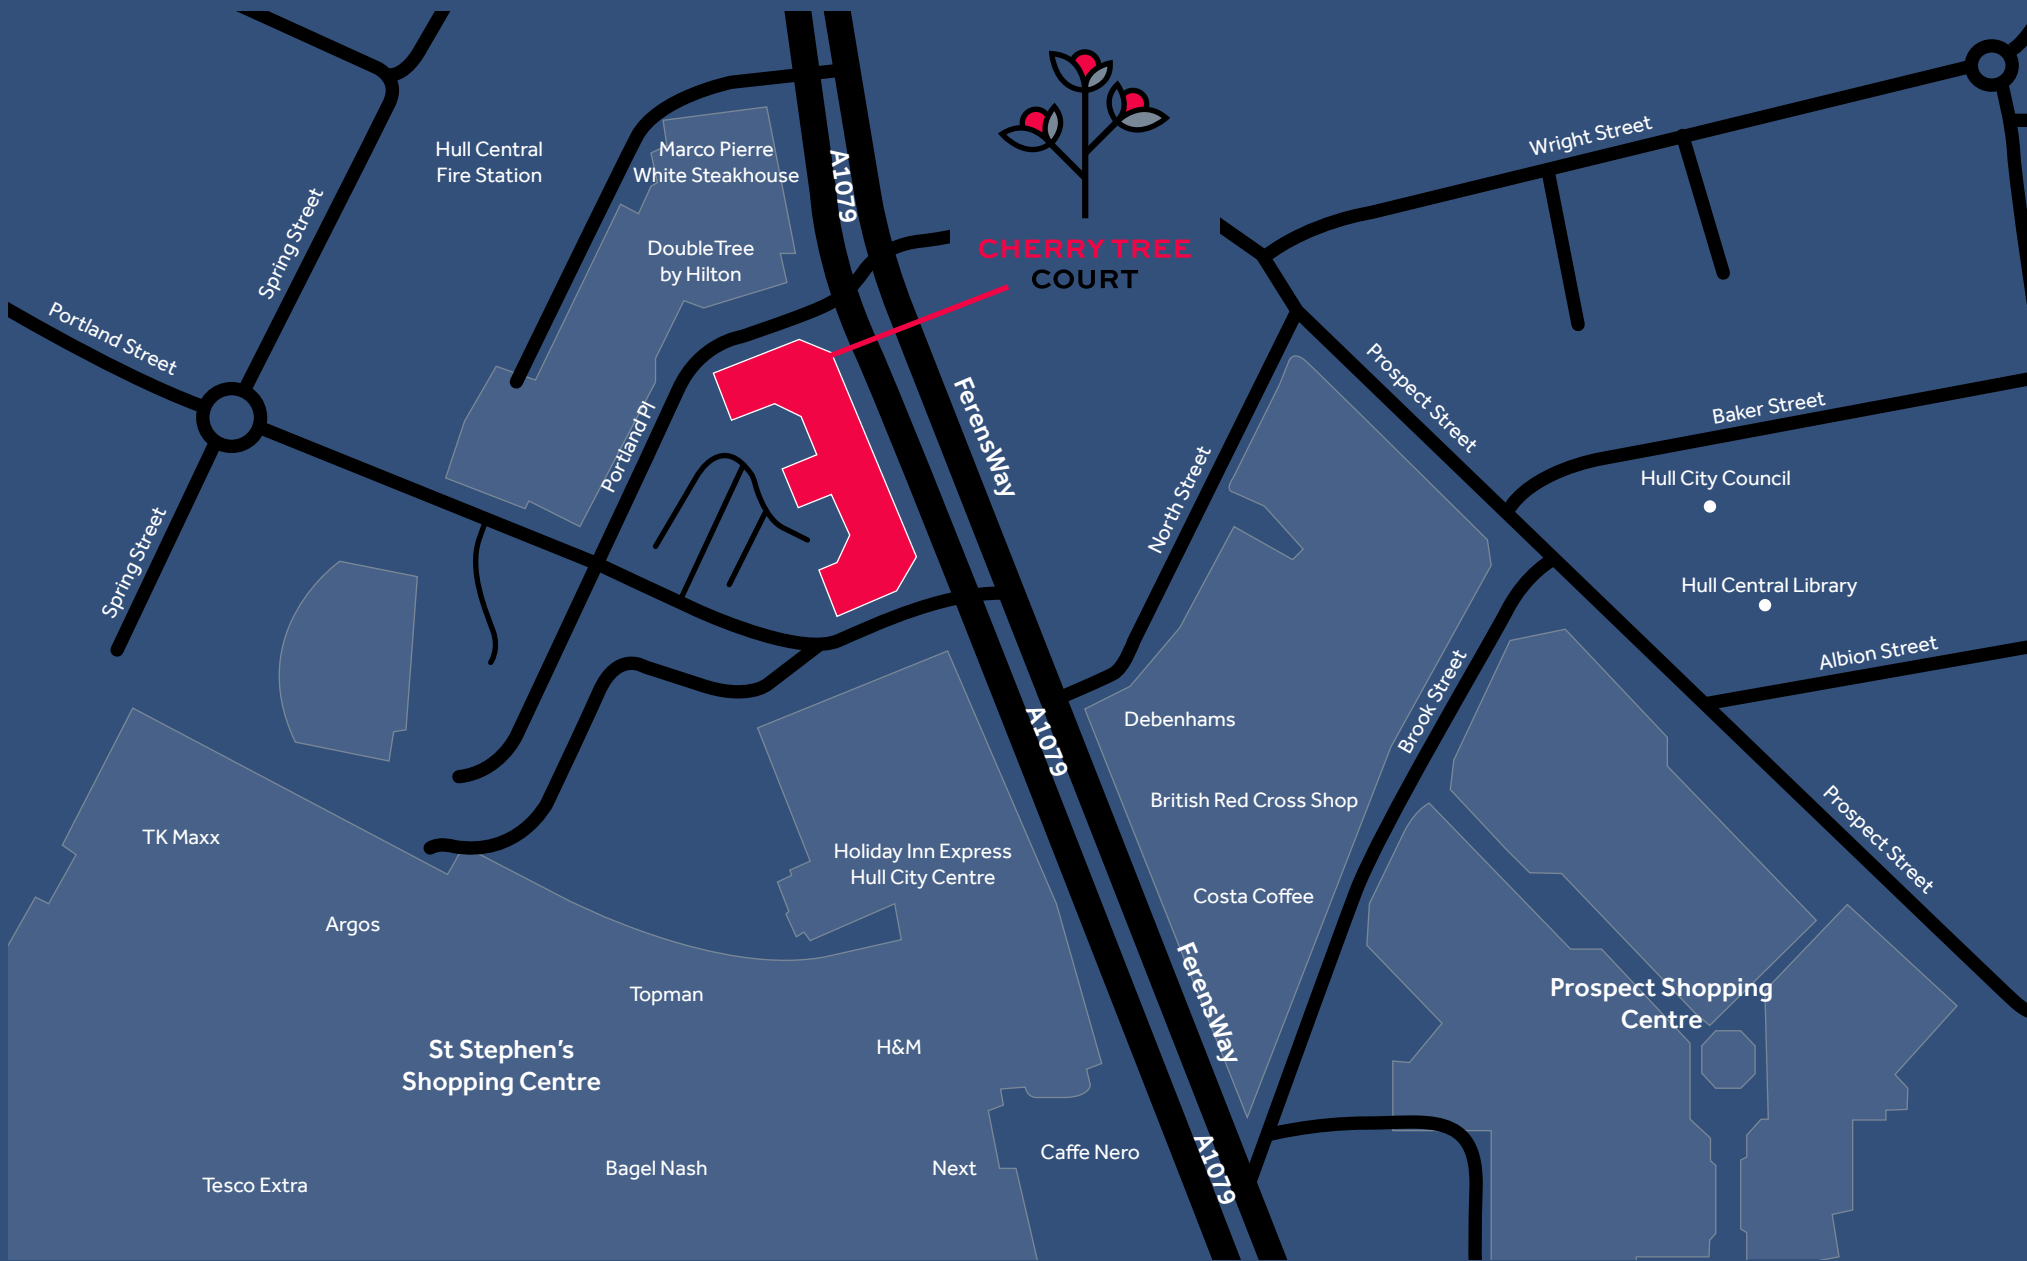 Hull Central
Fire Station
Marco Pierre
White Steakhouse
A1079
Wright Street
Spring Street
DoubleTree
by Hilton
CHERRY TREE
COURT
Portland Street
Prospect Street
FerensWay
Baker Street
Portland Pl
North Street
Hull City Council
Spring Street
Hull Central Library
Albion Street
Brook Street
A1079
Debenhams
British Red Cross Shop
Prospect Street
TK Maxx
Holiday Inn Express
Hull City Centre
Costa Coffee
Argos
FerensWay
Topman
Prospect Shopping
Centre
H&M
St Stephen’s
Shopping Centre
Caffe Nero
A1079
Bagel Nash
Next
Tesco Extra